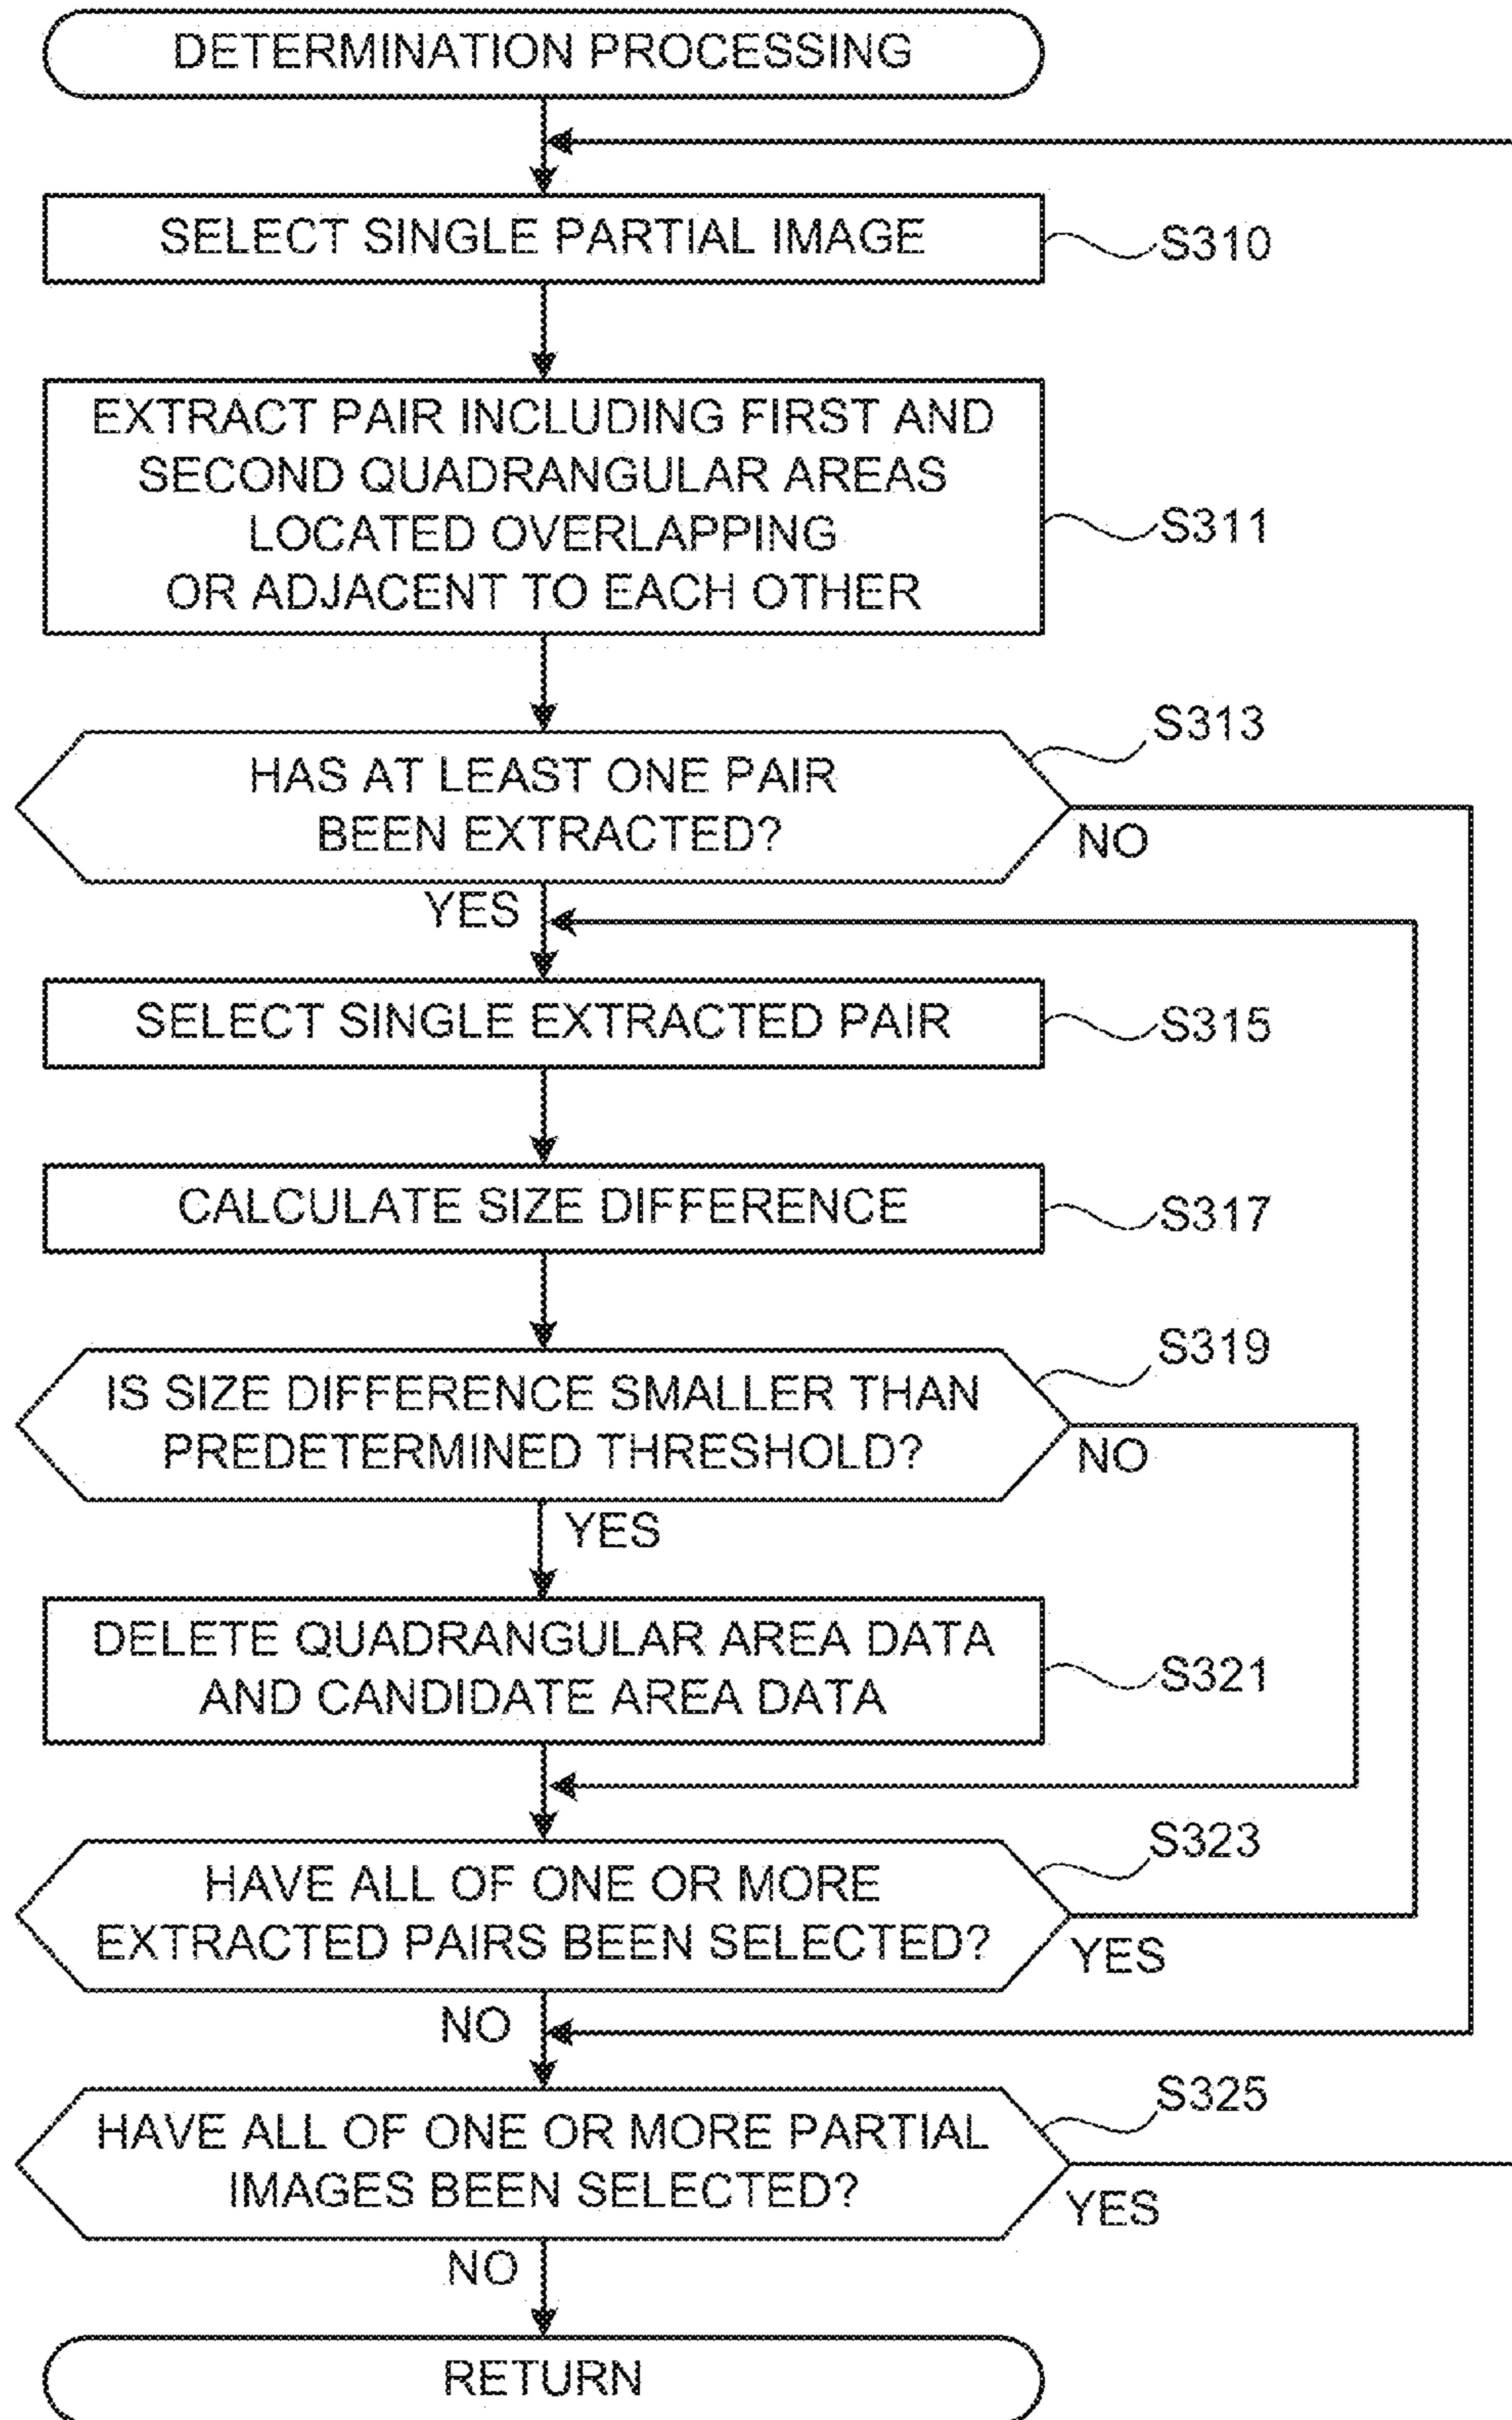 DETERMINATION PROCESSING
SELECT SINGLE PARTIAL IMAGE
S310
EXTRACT PAIR INCLUDING FIRST AND
SECOND QUADRANGULAR AREAS
LOCATED OVERLAPPING
OR ADJACENT TO EACH OTHER
S311
HAS AT LEAST ONE PAIR
BEEN EXTRACTED?
S313
NO
YES
SELECT SINGLE EXTRACTED PAIR
S315
CALCULATE SIZE DIFFERENCE
S317
IS SIZE DIFFERENCE SMALLER THAN
PREDETERMINED THRESHOLD?
S319
NO
YES
DELETE QUADRANGULAR AREA DATA
AND CANDIDATE AREA DATA
S321
HAVE ALL OF ONE OR MORE
EXTRACTED PAIRS BEEN SELECTED?
S323
YES
NO
HAVE ALL OF ONE OR MORE PARTIAL
IMAGES BEEN SELECTED?
S325
YES
NO
RETURN